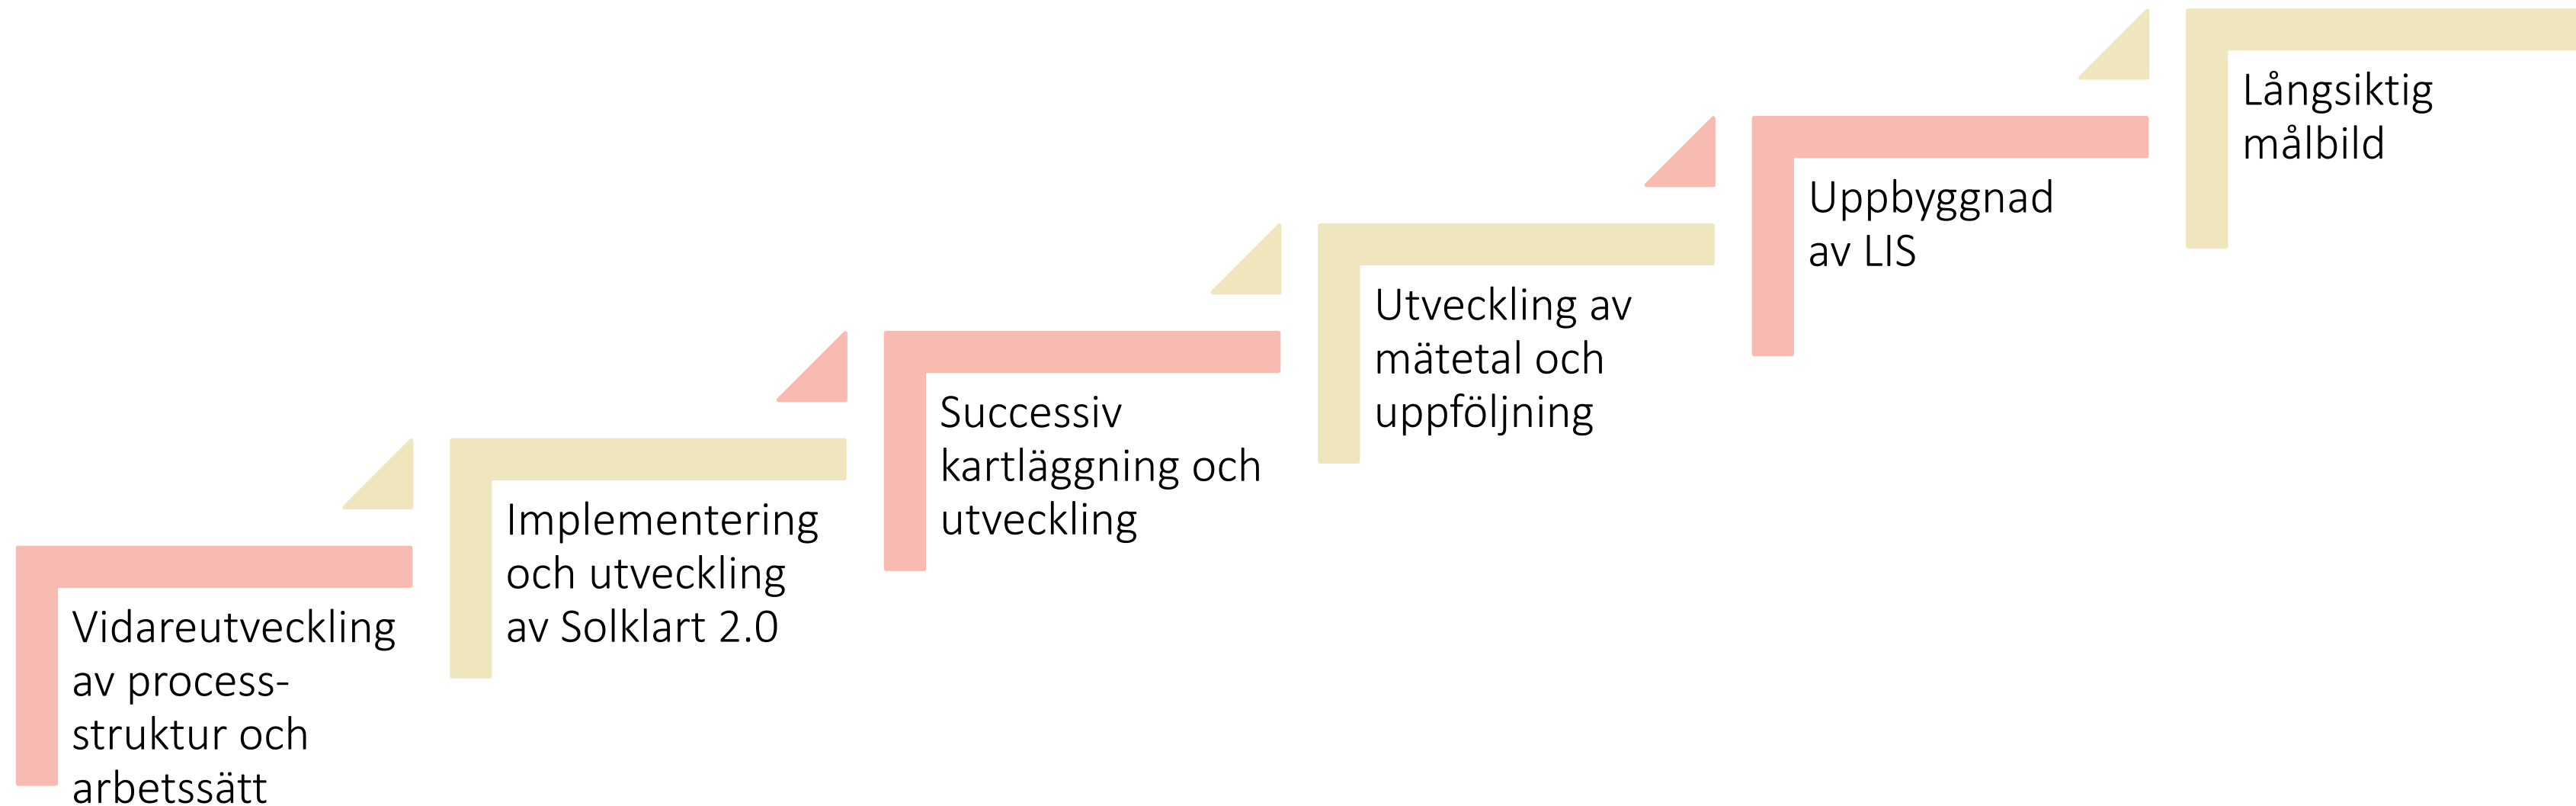 Vidareutveckling
av process-
struktur och
arbetssätt
Implementering
och utveckling
av Solklart 2.0
Successiv
kartläggning och
utveckling
Utveckling av
mätetal och
uppföljning
Uppbyggnad
av LIS
Långsiktig
målbild